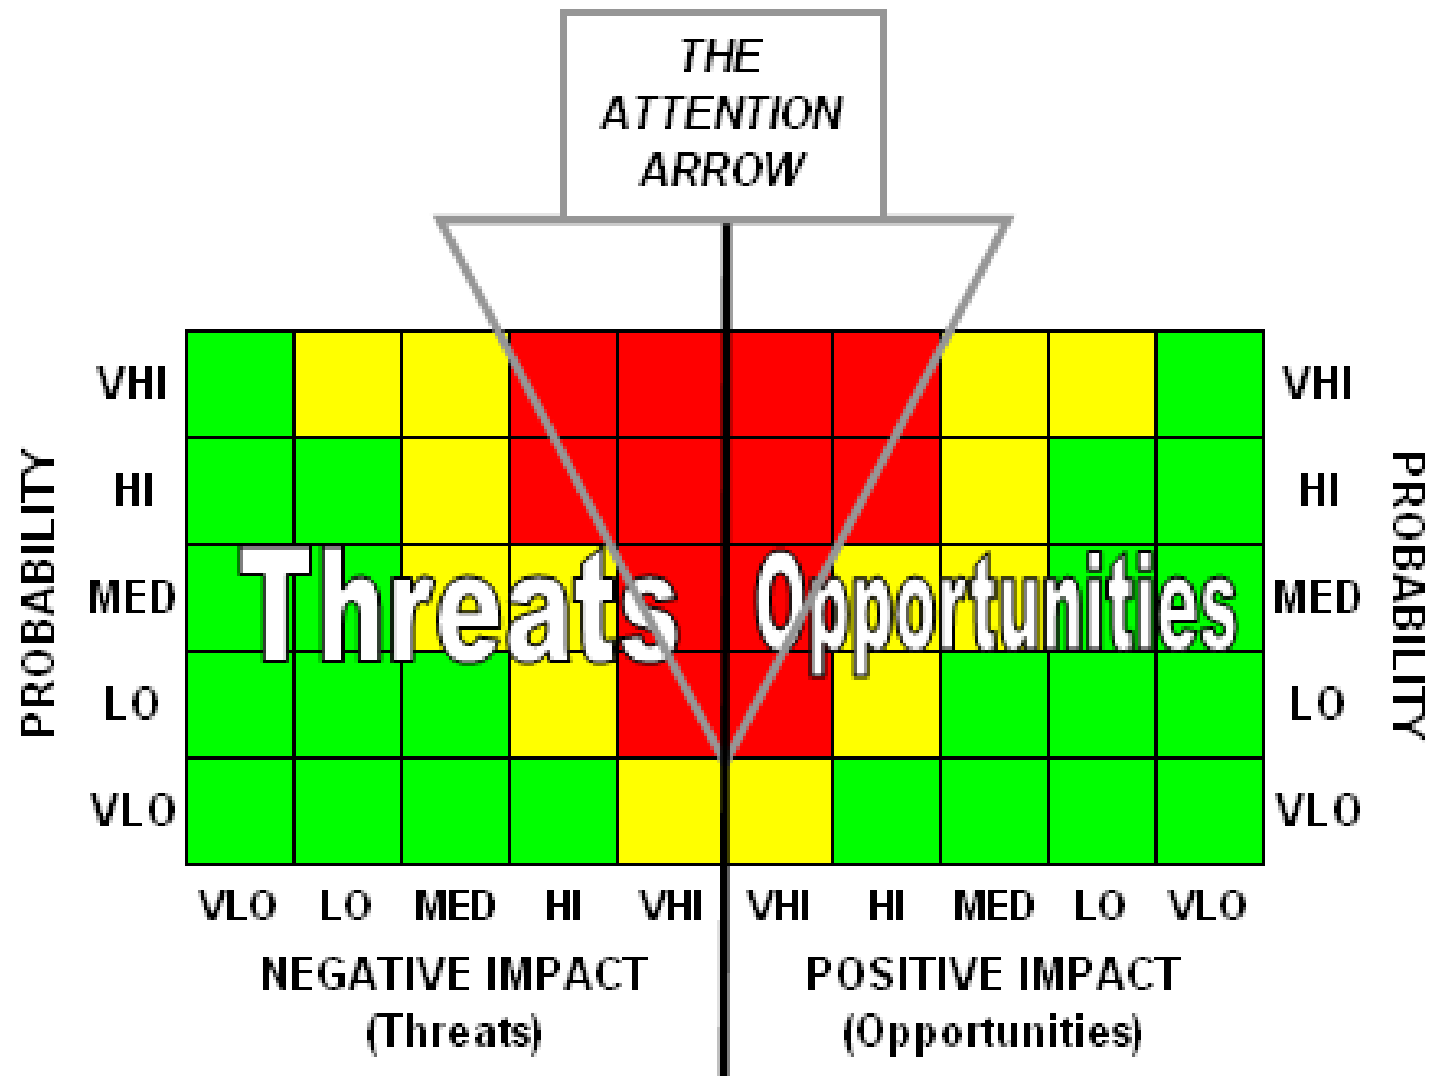 THE
ATTENTION
ARROW
VHI
VHI
HI
HI
PROBABILITY
PROBABILITY
MED
Threats
Opportunities
MED
LO
LO
VLO
VLO
VLO LO MED HI VHI VHI HI MED LO VLO
NEGATIVE IMPACT
(Threats)
POSITIVE IMPACT
(Opportunities)